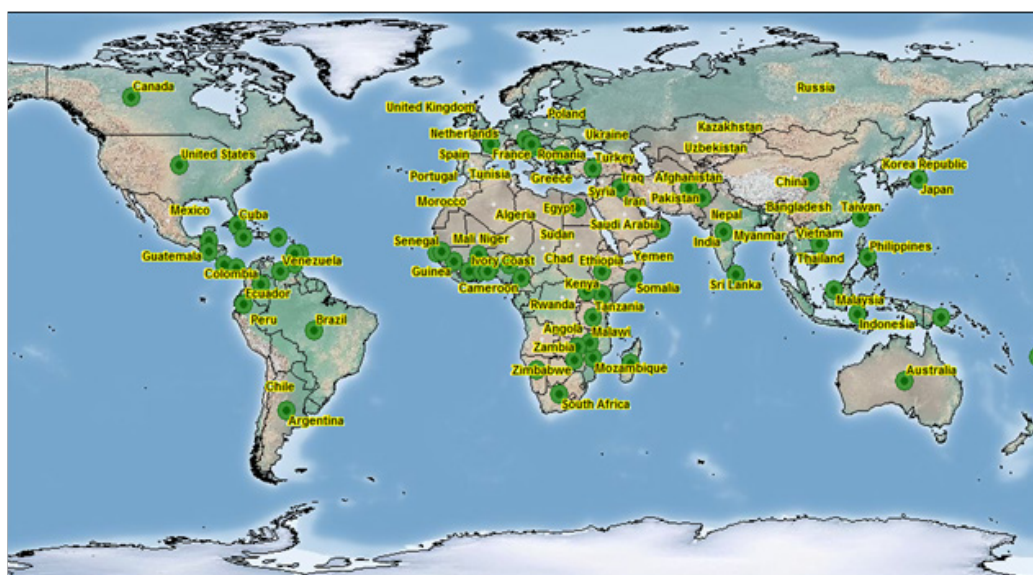 Canada
Russia
United Kingdom
Poland
Netherlands
Ukraine
Kazakhstan
United States
Uzbekistan
Spain
France
Romania
Turkey
Korea Republic
Portugal
Tunisia
Greece
Syria
Iraq
Afghanistan
China
Japan
Mexico
Cuba
Morocco
Algeria
Egypt
Iran
Pakistan
Nepal
Bangladesh
Taiwan
Saudi Arabia
Senegal
Mali
Niger
Sudan
India
Myanmar
Vietnam
Guatemala
Venezuela
Chad
Yemen
Thailand
Philippines
Colombia
Guinea
Ivory Coast
Ethiopia
Cameroon
Kenya
Somalia
Sri Lanka
Ecuador
Rwanda
Tanzania
Malaysia
Peru
Brazil
Angola
Malawi
Indonesia
Zambia
Zimbabwe
Mozambique
Australia
Chile
South Africa
Argentina